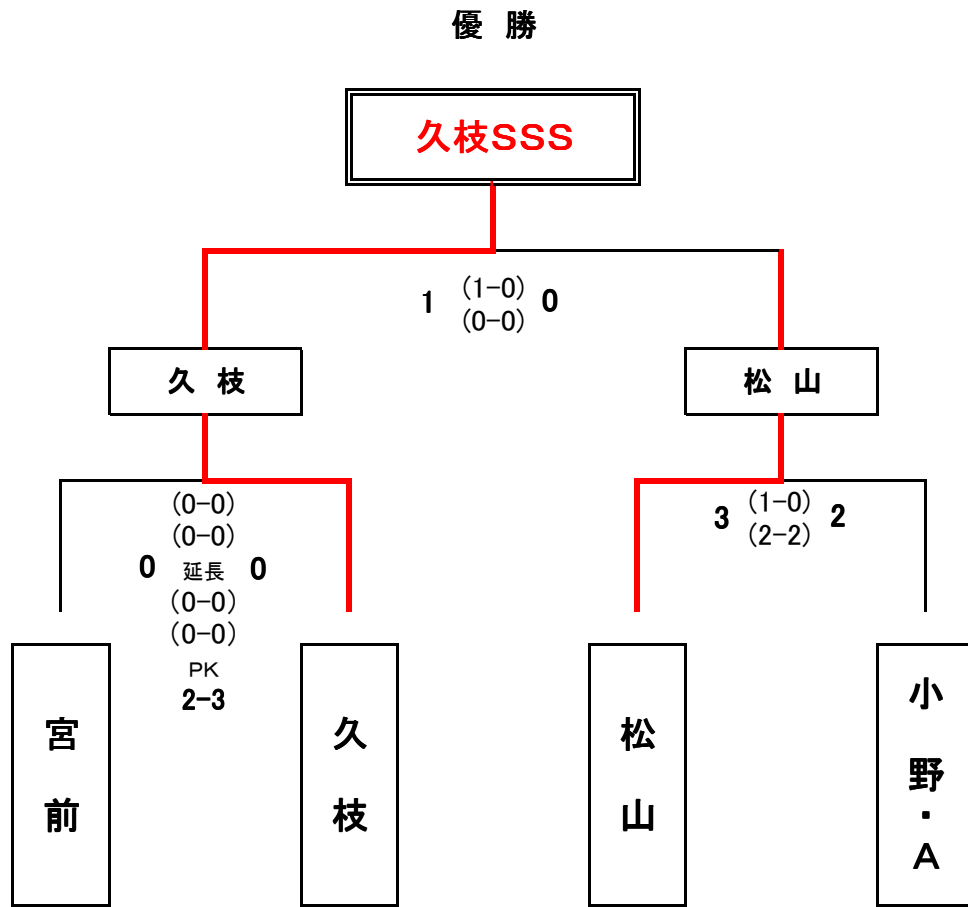 優 勝
久枝SSS
1 (1-0) 0
(0-0)
久 枝
松 山
(0-0)
(0-0)
0 延長 0
(0-0)
(0-0)
PK
2-3
3 (1-0) 2
(2-2)
宮前
久枝
松山
小野・A